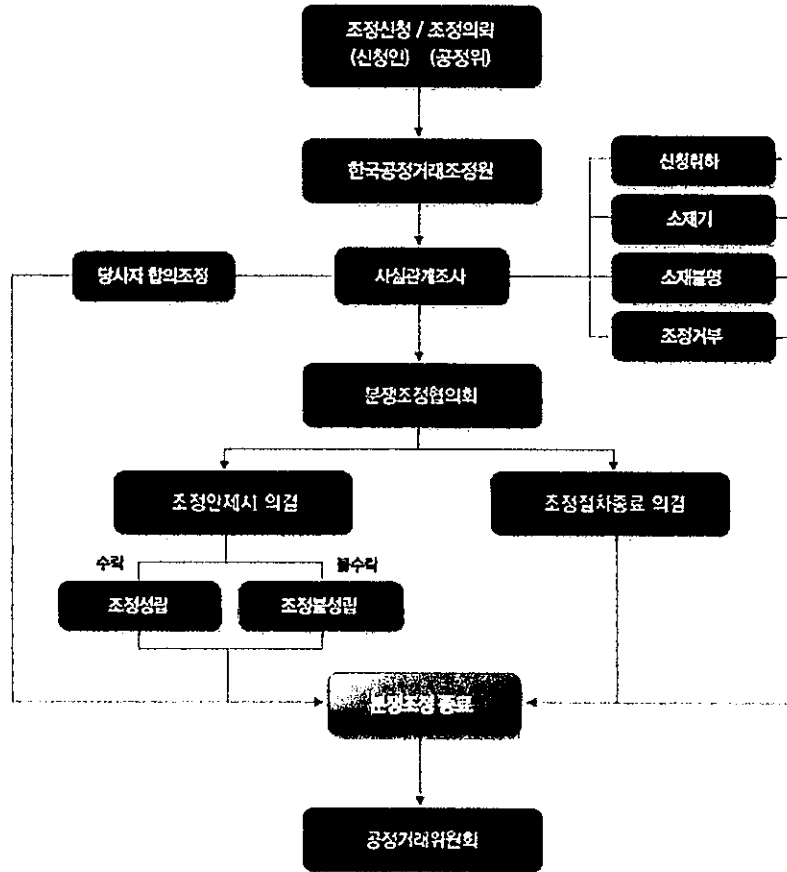 조정신청 / 조정의뢰
(신청인) (공정위)
한국공정거래조정원
신청취하
소제기
당사자 합의조정
사실관계조사
소재불명
조정거부
분쟁조정협의회
조정안제시 의결
조정절차종료 의결
수락
불수락
조정성립
조정불성립
분쟁조정 종료
공정거래위원회